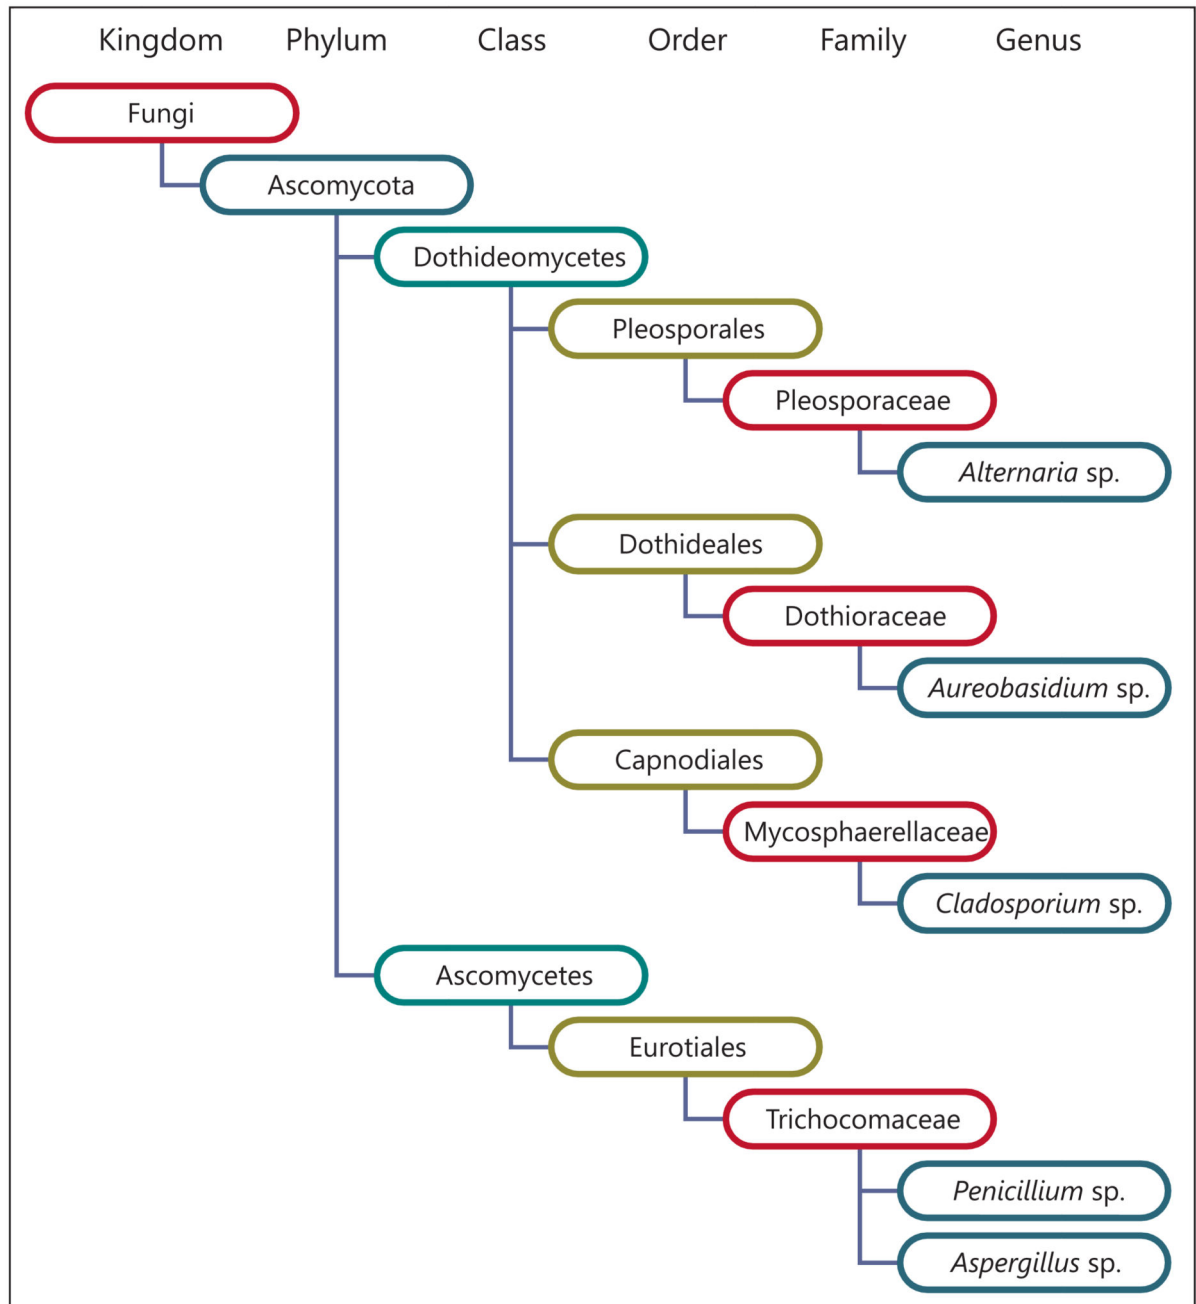 Kingdom Phylum Class Order Family Genus
Fungi
Ascomycota
Dothideomycetes
Pleosporales
Pleosporaceae
Alternaria sp.
Dothideales
Dothioraceae
Aureobasidium sp.
Capnodiales
Mycosphaerellaceae
Cladosporium sp.
Ascomycetes
Eurotiales
Trichocomaceae
Penicillium sp.
Aspergillus sp.